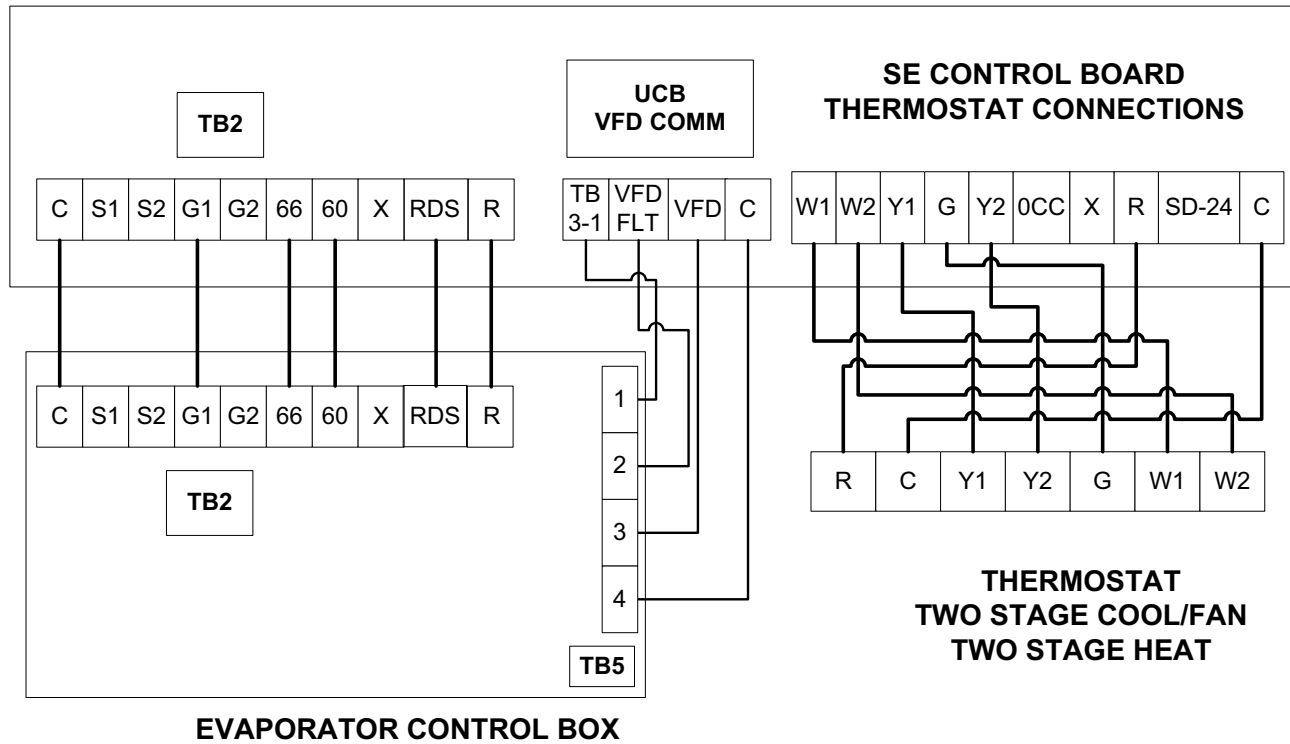 SE CONTROL BOARD
THERMOSTAT CONNECTIONS
TB2
UCB
VFD COMM
C S1 S2 G1 G2 66 60 X RDS R
TB
3-1
VFD
FLT
VFD C
W1 W2 Y1 G Y2 0CC X R SD-24 C
C S1 S2 G1 G2 66 60 X RDS R
TB2
1
2
3
4
TB5
R C Y1 Y2 G W1 W2
THERMOSTAT
TWO STAGE COOL/FAN
TWO STAGE HEAT
EVAPORATOR CONTROL BOX